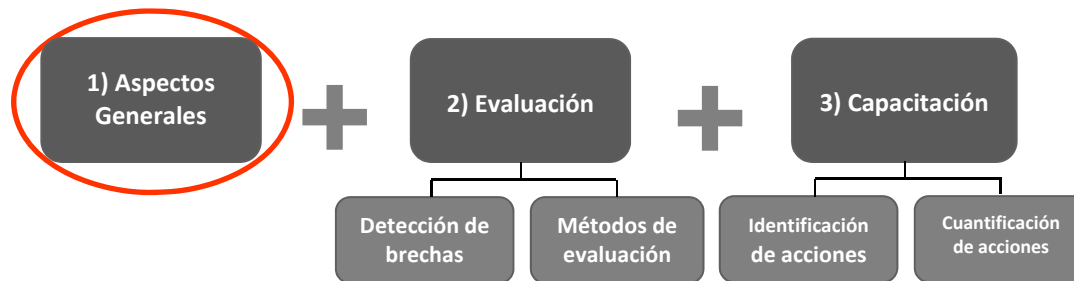 1) Aspectos
Generales
2) Evaluación
3) Capacitación
Detección de
brechas
Métodos de
evaluación
Identificación
de acciones
Cuantificación
de acciones